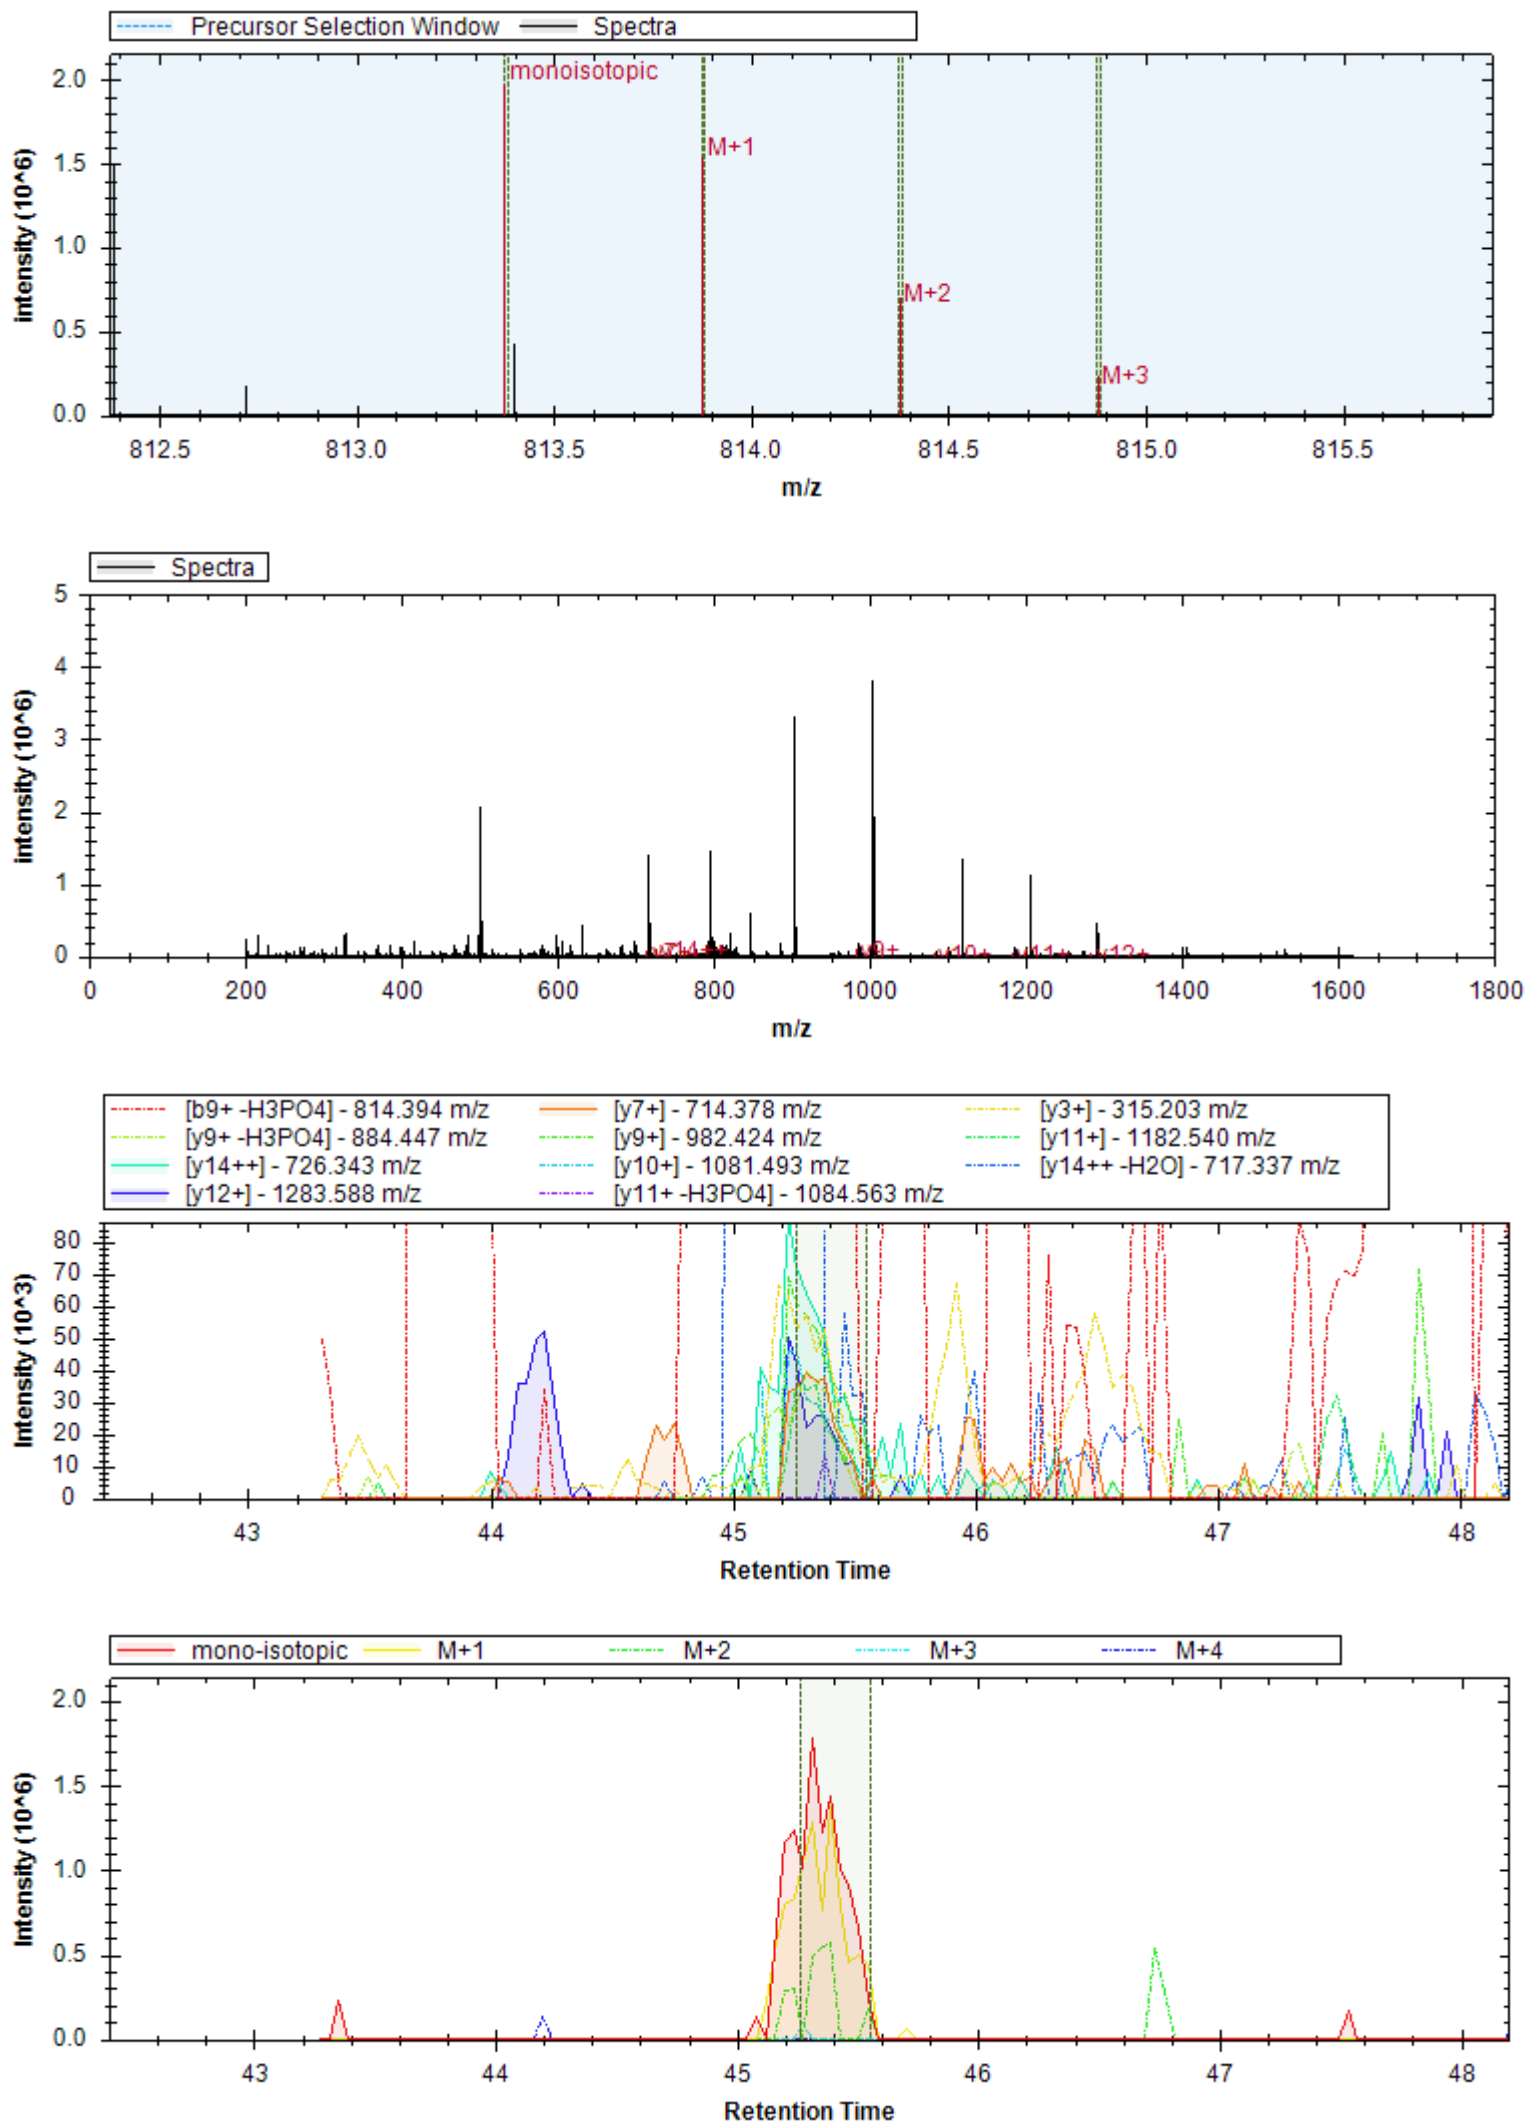 Precursor Selection Window Spectra
monoisotopic
M+1
M+2
M+3
2.0
1.5
1.0
0.5
0.0
intensity (10^6)
812.5 813.0 813.5 814.0 814.5 815.0 815.5
m/z
Spectra
5
4
3
2
1
0
intensity (10^6)
y9+
0 200 400 600 800 1000 1200 1400 1600 1800
m/z
[b9+ -H3PO4] - 814.394 m/z [y7+] - 714.378 m/z [y3+] - 315.203 m/z
[y9+ -H3PO4] - 884.447 m/z [y9+] - 982.424 m/z [y11+] - 1182.540 m/z
[y14++] - 726.343 m/z [y10+] - 1081.493 m/z [y14++ -H2O] - 717.337 m/z
[y12+] - 1283.588 m/z [y11+ -H3PO4] - 1084.563 m/z
80
70
60
50
40
30
20
10
0
Intensity (10^3)
43 44 45 46 47 48
Retention Time
mono-isotopic M+1 M+2 M+3 M+4
2.0
1.5
1.0
0.5
0.0
Intensity (10^6)
43 44 45 46 47 48
Retention Time